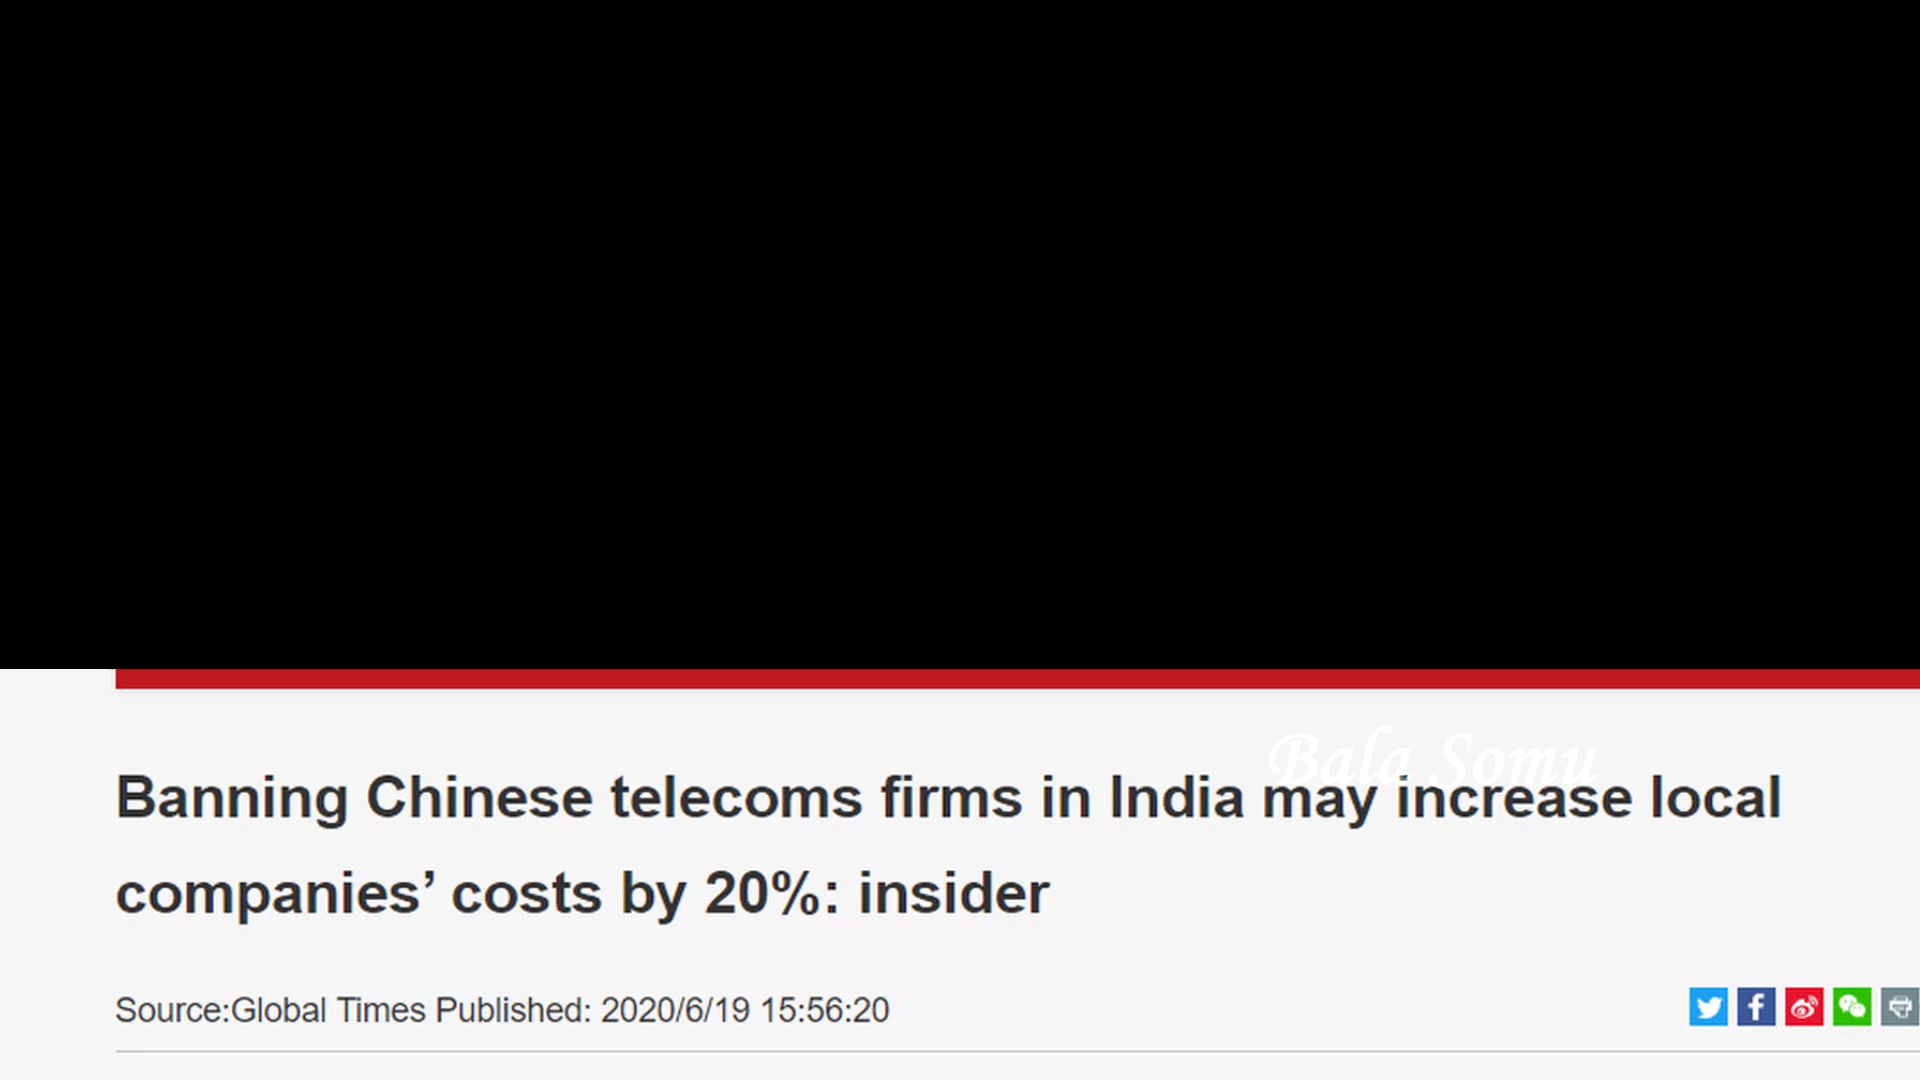 Bala Somu
Banning Chinese telecoms firms in India may increase local
companies’ costs by 20%: insider
Source:Global Times Published: 2020/6/19 15:56:20